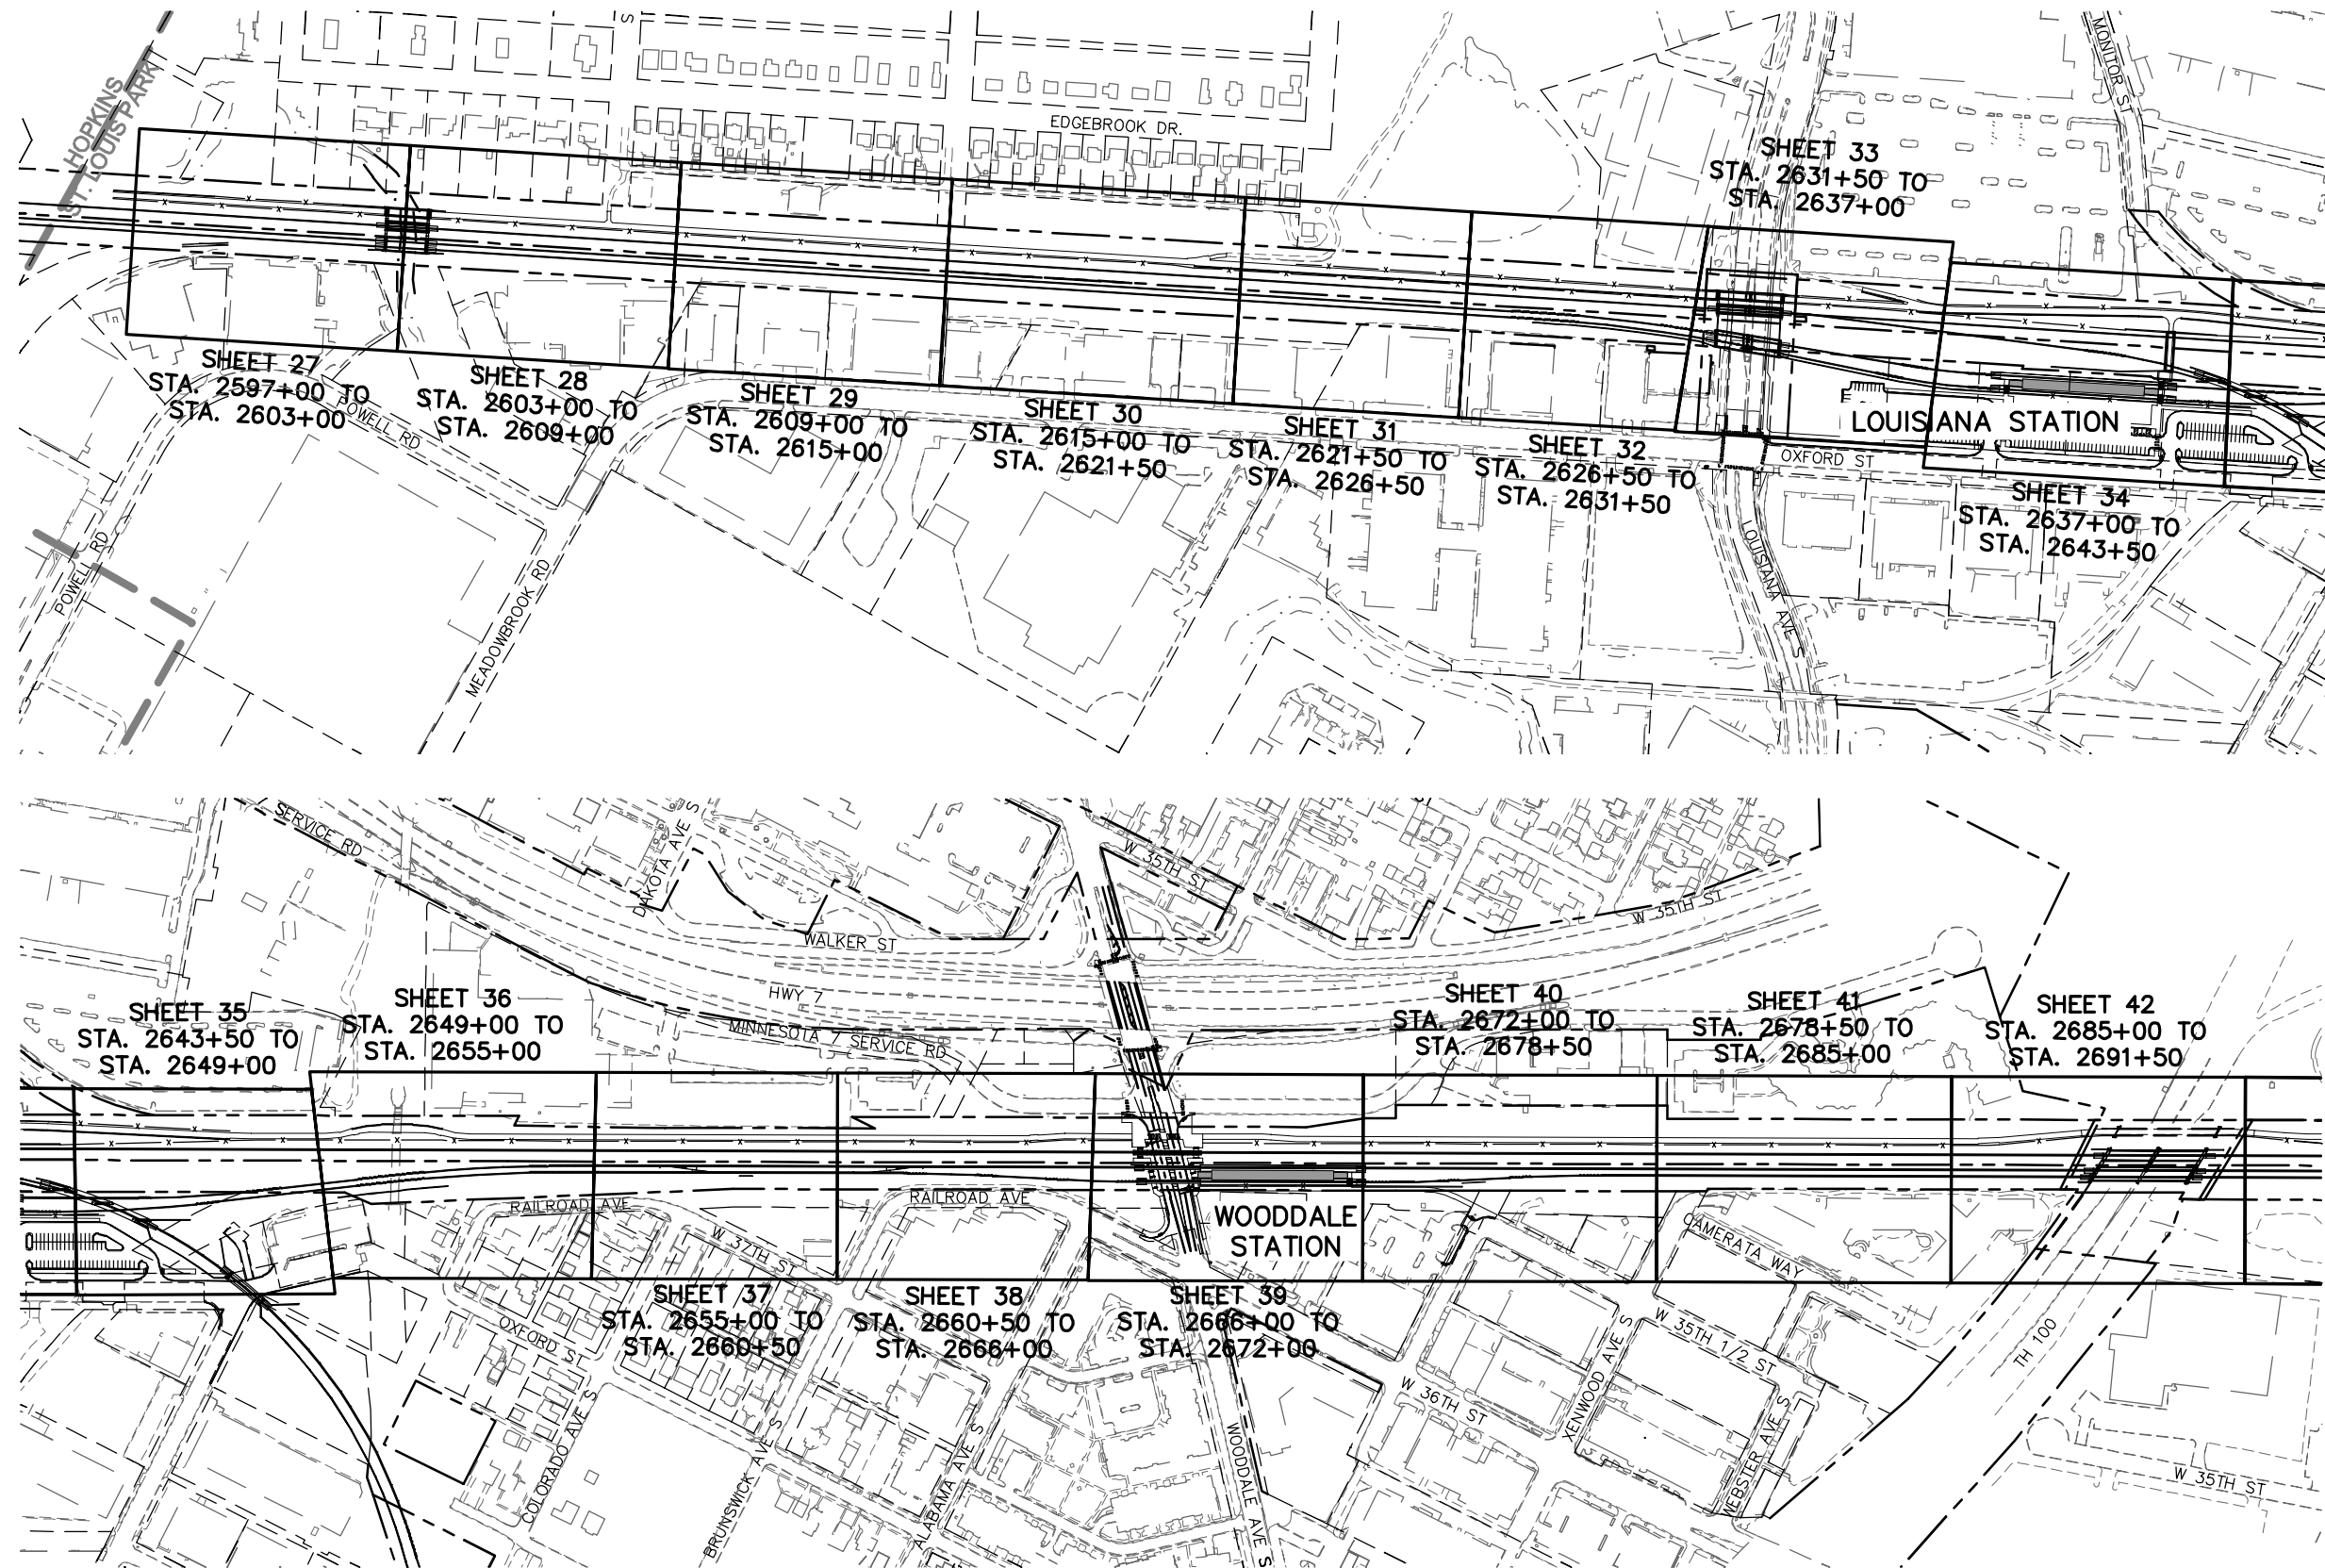 S
MONITOR ST
HOPKINS
ST. LOUIS PARK
EDGEBROOK DR.
SHEET 33
STA. 2631+50 TO
STA. 2637+00
SHEET 27
STA. 2597+00 TO
STA. 2603+00
POWELL RD
SHEET 28
STA. 2603+00 TO
STA. 2609+00
SHEET 29
STA. 2609+00 TO
STA. 2615+00
SHEET 30
STA. 2615+00 TO
STA. 2621+50
SHEET 31
STA. 2621+50 TO
STA. 2626+50
SHEET 32
STA. 2626+50 TO
STA. 2631+50
LOUISIANA STATION
OXFORD ST
SHEET 34
STA. 2637+00 TO
STA. 2643+50
POWELL RD
MEADOWBROOK RD
LOUISIANA AVE S
SERVICE RD
DAKOTA AVE S
W 35TH ST
WALKER ST
W 35TH ST
HWY 7
MINNESOTA 7 SERVICE RD
SHEET 35
STA. 2643+50 TO
STA. 2649+00
SHEET 36
STA. 2649+00 TO
STA. 2655+00
SHEET 40
STA. 2672+00 TO
STA. 2678+50
SHEET 41
STA. 2678+50 TO
STA. 2685+00
SHEET 42
STA. 2685+00 TO
STA. 2691+50
RAILROAD AVE
RAILROAD AVE
W 37TH ST
WOODDALE
STATION
CAMERATA WAY
SHEET 37
STA. 2655+00 TO
STA. 2660+50
SHEET 38
STA. 2660+50 TO
STA. 2666+00
SHEET 39
STA. 2666+00 TO
STA. 2672+00
OXFORD ST
W 35TH 1/2 ST
TH 100
COLORADO AVE S
BRUNSWICK AVE S
ALABAMA AVE S
WOODDALE AVE S
W 36TH ST
XENWOOD AVE S
WEBSTER AVE S
W 35TH ST